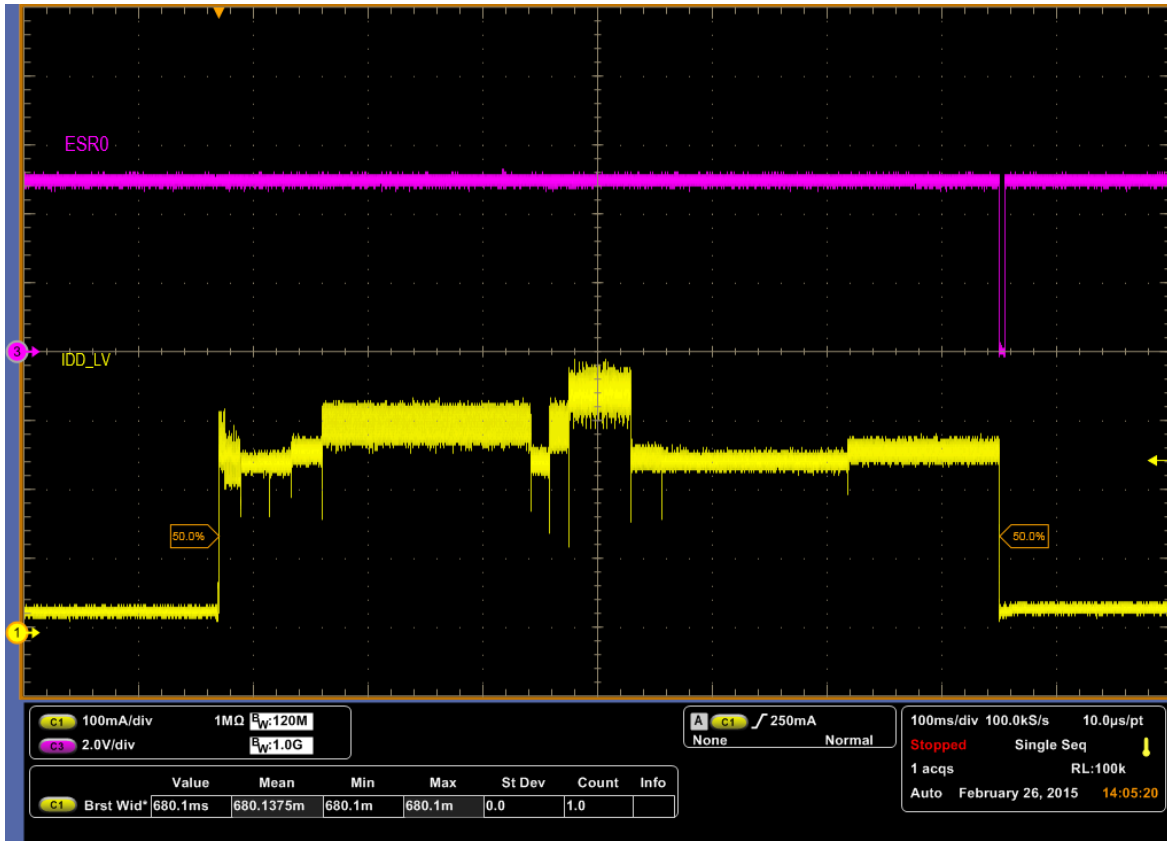 ESR0
3
IDD_LV
50.0%
50.0%
1
C1 100mA/div 1MΩ BW:120M
C3 2.0V/div BW:1.0G
A C1 250mA
None Normal
100ms/div 100.0kS/s 10.0µs/pt
Stopped Single Seq
1 acqs RL:100k
Auto February 26, 2015 14:05:20
Value Mean Min Max St Dev Count Info
C1 Brst Wid* 680.1ms 680.1375m 680.1m 680.1m 0.0 1.0